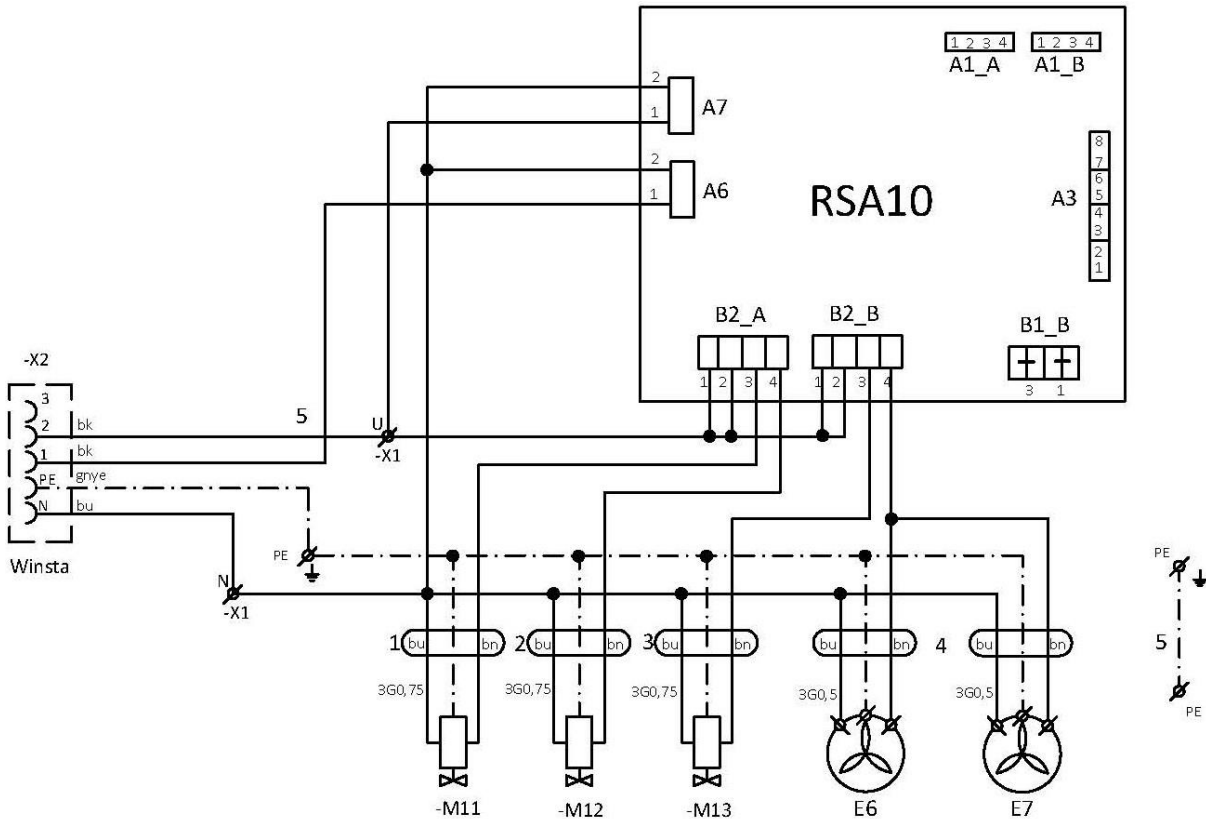 1 2 3 4
1 2 3 4
A1_A
A1_B
2
A7
1
2
A6
1
RSA10
A3
8
7
6
5
4
3
2
1
B2_A
B2_B
B1_B
1 2 3 4
1 2 3 4
3 1
-X2
3
2 bk
5
U
-X1
1 bk
PE gnye
N bu
Winsta
PE
N
-X1
PE
5
PE
1 bu bn
2 bu bn
3 bu bn
bu bn
4
bu bn
3G0,75
3G0,75
3G0,75
3G0,5
3G0,5
-M11
-M12
-M13
E6
E7